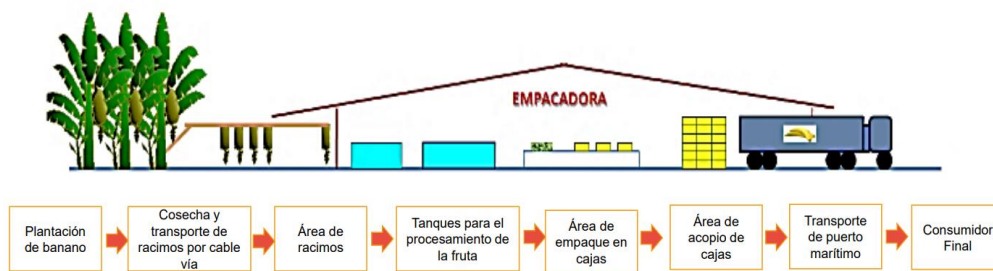 EMPACADORA
Plantación
de banano
Cosecha y
transporte de
racimos por cable
vía
Área de
racimos
Tanques para el
procesamiento de
la fruta
Área de
empaque en
cajas
Área de
acopio de
cajas
Transporte
de puerto
marítimo
Consumidor
Final